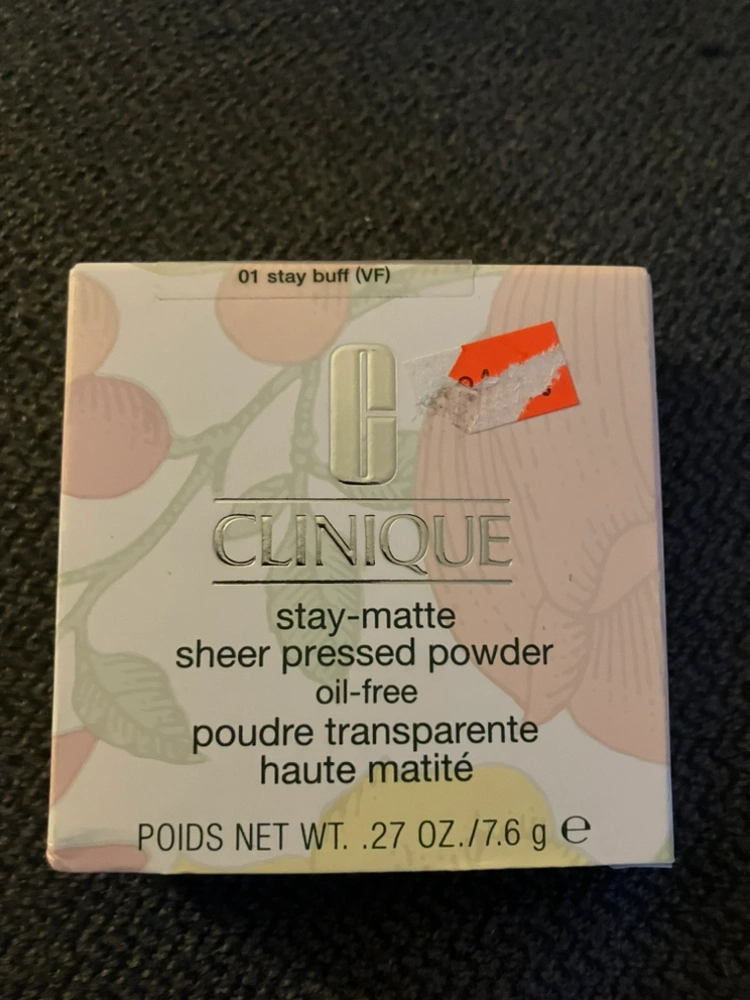 01 stay buff (VF)
C
CLINIQUE
stay-matte
sheer pressed powder
oil-free
poudre transparente
haute matité
POIDS NET WT. .27 OZ./7.6 g e